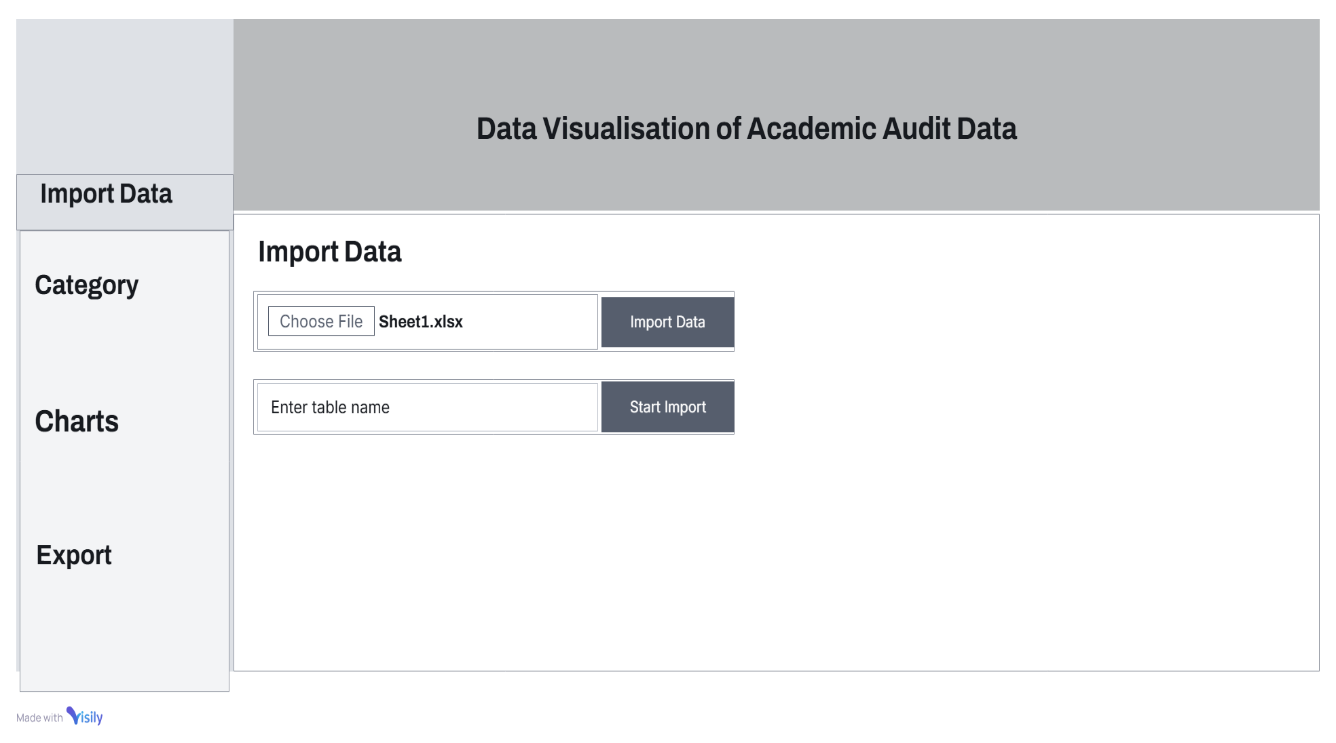 Data Visualisation of Academic Audit Data
Import Data
Category
Charts
Export
Import Data
Choose File Sheet1.xlsx Import Data
Enter table name Start Import
Made with Visily